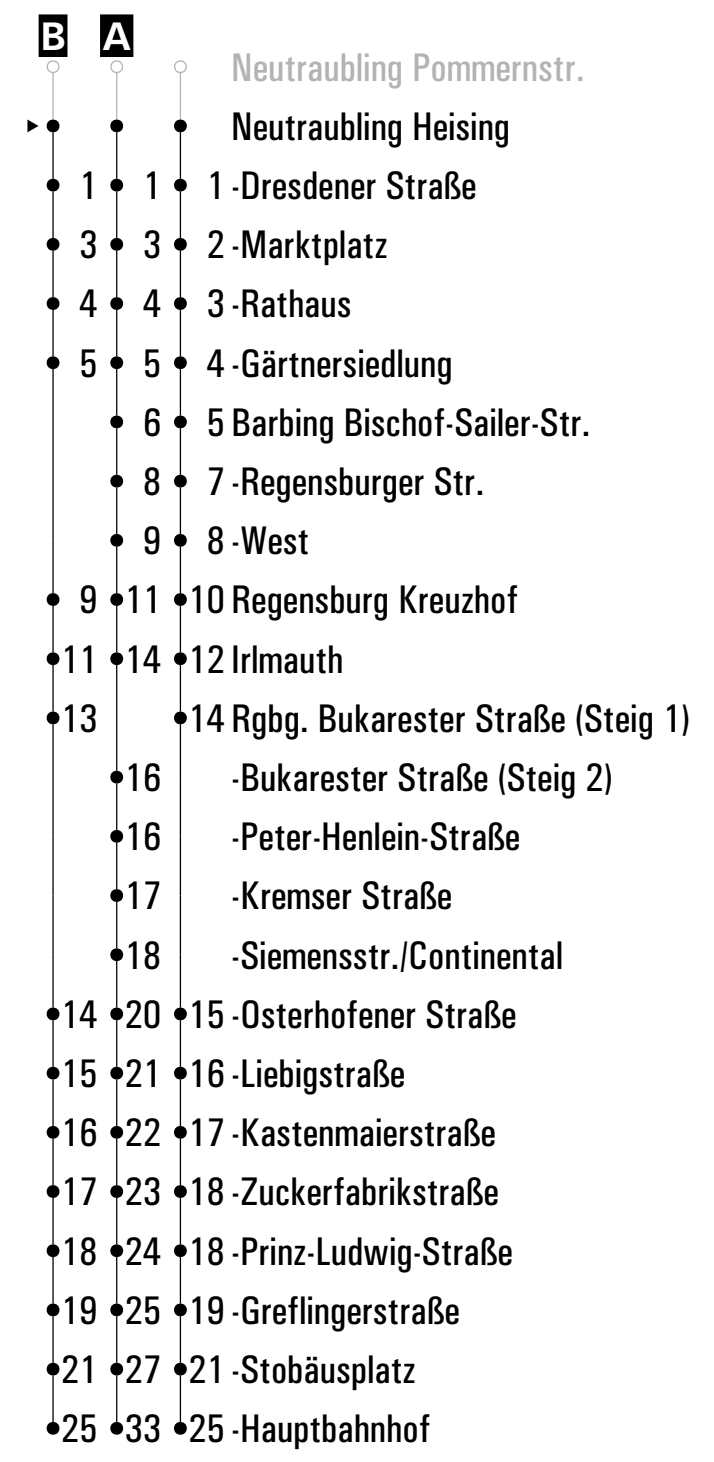 B A
Neutraubling Pommernstr.
Neutraubling Heising
1 1 1 -Dresdener Straße
3 3 2 -Marktplatz
4 4 3 -Rathaus
5 5 4 -Gärtnersiedlung
6 5 Barbing Bischof-Sailer-Str.
8 7 -Regensburger Str.
9 8 -West
9 11 10 Regensburg Kreuzhof
11 14 12 Irlmauth
13 14 Rgbg. Bukarester Straße (Steig 1)
16 -Bukarester Straße (Steig 2)
16 -Peter-Henlein-Straße
17 -Kremser Straße
18 -Siemensstr./Continental
14 20 15 -Osterhofener Straße
15 21 16 -Liebigstraße
16 22 17 -Kastenmaierstraße
17 23 18 -Zuckerfabrikstraße
18 24 18 -Prinz-Ludwig-Straße
19 25 19 -Greflingerstraße
21 27 21 -Stobäusplatz
25 33 25 -Hauptbahnhof